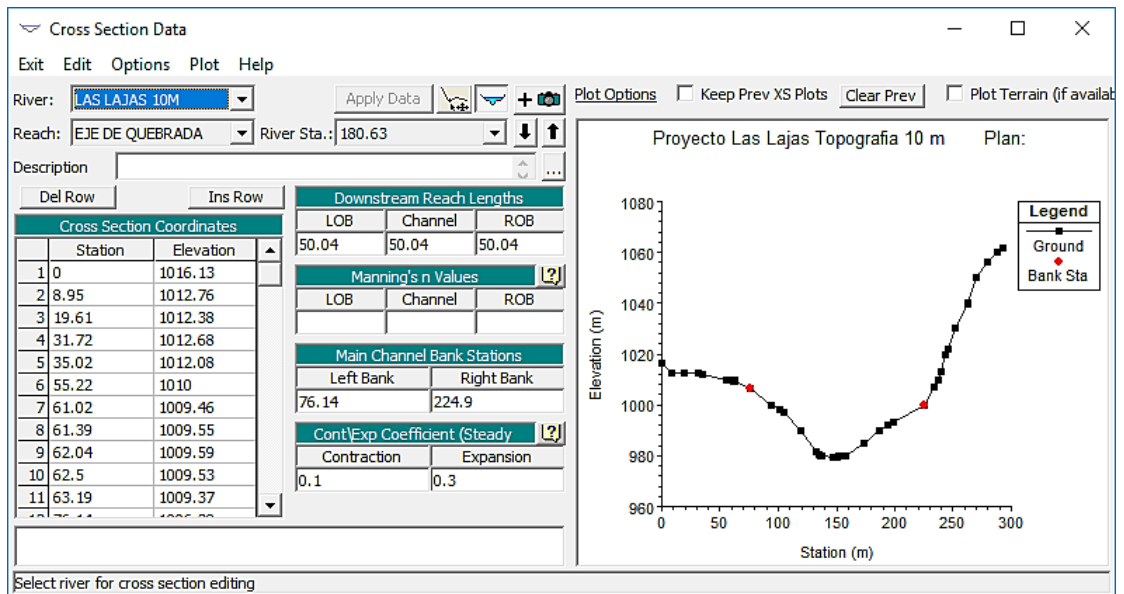 Cross Section Data
Exit Edit Options Plot Help
River: LAS LAJAS 10M Apply Data
Reach: EJE DE QUEBRADA River Sta.: 180.63
Description ...
Del Row Ins Row
Cross Section Coordinates
Station Elevation
1 0 1016.13
2 8.95 1012.76
3 19.61 1012.38
4 31.72 1012.68
5 35.02 1012.08
6 55.22 1010
7 61.02 1009.46
8 61.39 1009.55
9 62.04 1009.59
10 62.5 1009.53
11 63.19 1009.37
Downstream Reach Lengths
LOB Channel ROB
50.04 50.04 50.04
Manning's n Values ?
LOB Channel ROB
Main Channel Bank Stations
Left Bank Right Bank
76.14 224.9
Cont\Exp Coefficient (Steady ?
Contraction Expansion
0.1 0.3
Select river for cross section editing
Plot Options Keep Prev XS Plots Clear Prev Plot Terrain (if availab
Proyecto Las Lajas Topografia 10 m Plan:
Legend
Ground
Bank Sta
Elevation (m)
1080
1060
1040
1020
1000
980
960
0 50 100 150 200 250 300
Station (m)